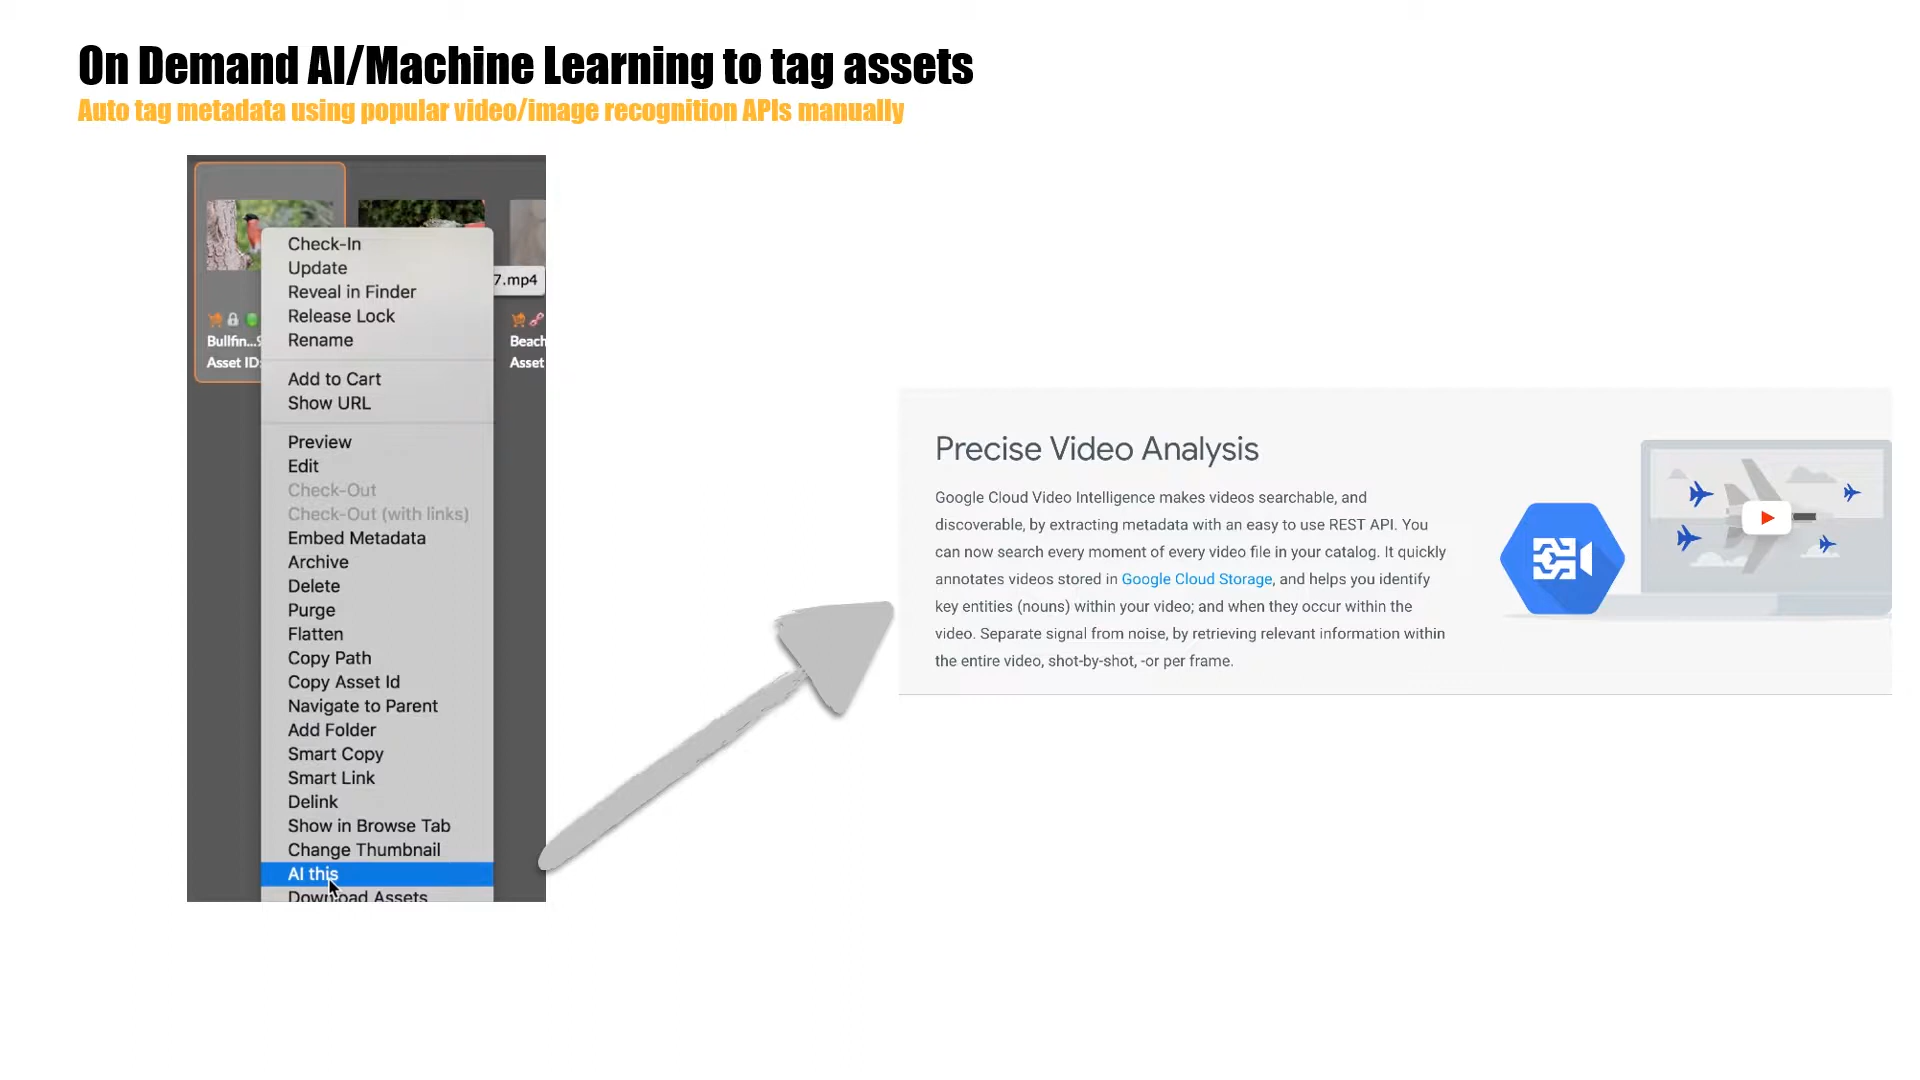 On Demand AI/Machine Learning to tag assets
Auto tag metadata using popular video/image recognition APIs manually
7.mp4
Bullfin...
Asset ID:
Beach
Asset
Check-In
Update
Reveal in Finder
Release Lock
Rename
Add to Cart
Show URL
Preview
Edit
Check-Out
Check-Out (with links)
Embed Metadata
Archive
Delete
Purge
Flatten
Copy Path
Copy Asset Id
Navigate to Parent
Add Folder
Smart Copy
Smart Link
Delink
Show in Browse Tab
Change Thumbnail
AI this
Download Assets
Precise Video Analysis
Google Cloud Video Intelligence makes videos searchable, and
discoverable, by extracting metadata with an easy to use REST API. You
can now search every moment of every video file in your catalog. It quickly
annotates videos stored in Google Cloud Storage, and helps you identify
key entities (nouns) within your video; and when they occur within the
video. Separate signal from noise, by retrieving relevant information within
the entire video, shot-by-shot, -or per frame.